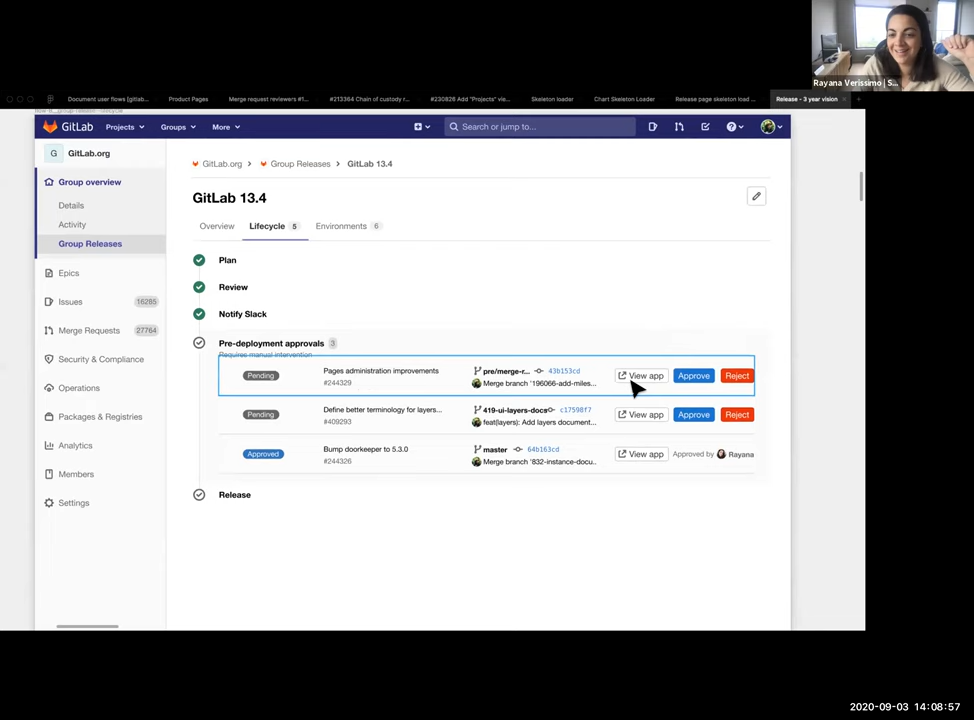 Rayana Verissimo | S...
Document user flows [gitlab...
Product Pages
Merge request reviewers #1...
#213364 Chain of custody r...
#230826 Add "Projects" vie...
Skeleton loader
Chart Skeleton Loader
Release page skeleton load ...
Release - 3 year vision
GitLab Projects Groups More
Search or jump to...
GitLab.org
Group overview
Details
Activity
Group Releases
Epics
Issues 16285
Merge Requests 27764
Security & Compliance
Operations
Packages & Registries
Analytics
Members
Settings
GitLab.org > Group Releases > GitLab 13.4
GitLab 13.4
Overview Lifecycle 5 Environments 6
Plan
Review
Notify Slack
Pre-deployment approvals 3
Requires manual intervention
Pending Pages administration improvements pre/merge-r... 43b153cd View app Approve Reject
#244329 Merge branch '196066-add-miles...
Pending Define better terminology for layers... 419-ui-layers-docs c17598f7 View app Approve Reject
#409293 feat(layers): Add layers document...
Approved Bump doorkeeper to 5.3.0 master 64b163cd View app Approved by Rayana
#244326 Merge branch '832-instance-docu..
Release
2020-09-03 14:08:57